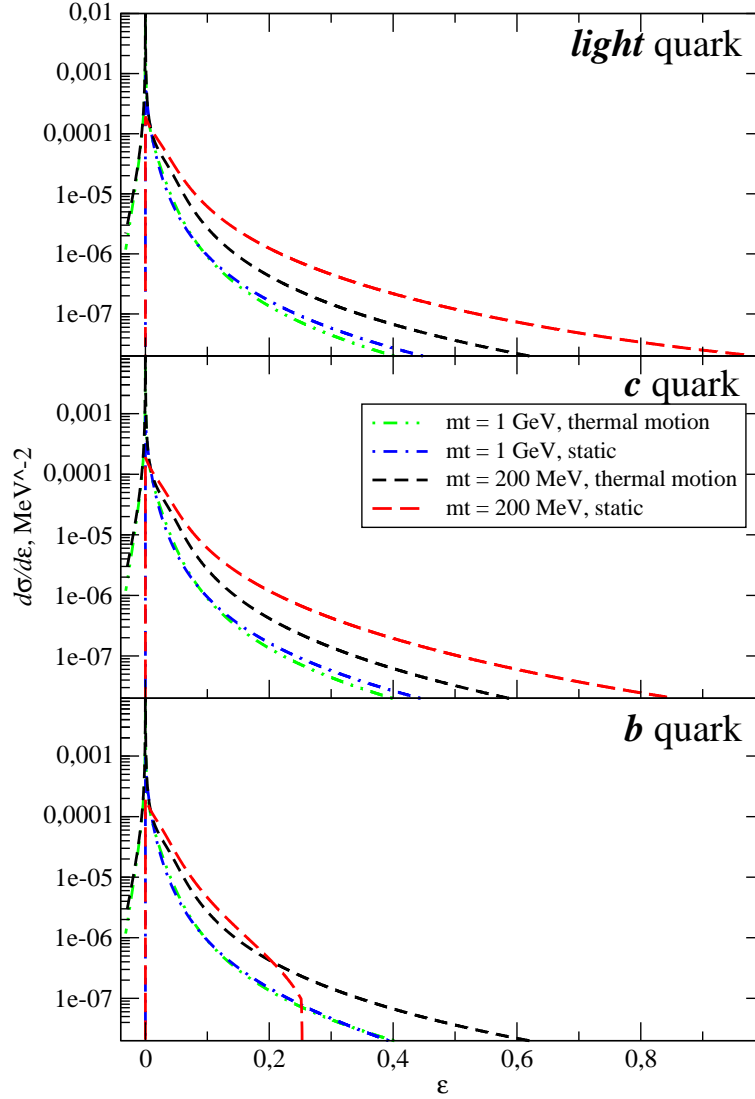 0,01
light quark
0,001
0,0001
1e-05
1e-06
1e-07
c quark
0,001
mt = 1 GeV, thermal motion
mt = 1 GeV, static
mt = 200 MeV, thermal motion
mt = 200 MeV, static
0,0001
1e-05
1e-06
1e-07
dσ/dε, MeV^-2
b quark
0,001
0,0001
1e-05
1e-06
1e-07
0 0,2 0,4 0,6 0,8
ε